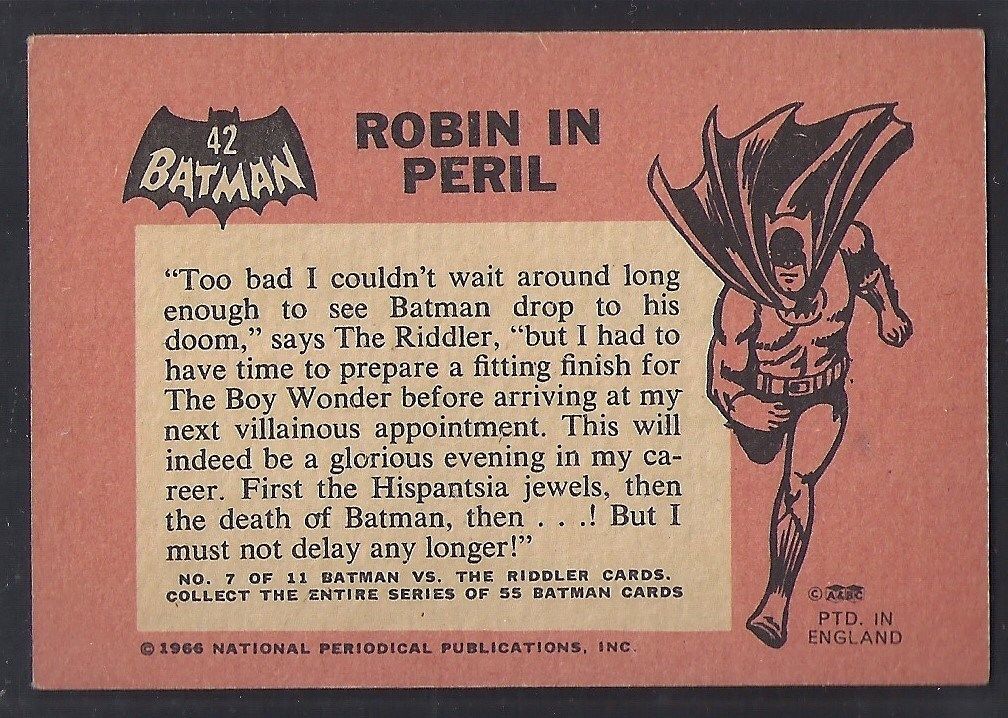 42
BATMAN
ROBIN IN
PERIL
“Too bad I couldn’t wait around long
enough to see Batman drop to his
doom,” says The Riddler, “but I had to
have time to prepare a fitting finish for
The Boy Wonder before arriving at my
next villainous appointment. This will
indeed be a glorious evening in my ca-
reer. First the Hispantsia jewels, then
the death of Batman, then . . .! But I
must not delay any longer!”
NO. 7 OF 11 BATMAN VS. THE RIDDLER CARDS.
COLLECT THE ENTIRE SERIES OF 55 BATMAN CARDS
© 1966 NATIONAL PERIODICAL PUBLICATIONS, INC.
© A&BC
PTD. IN
ENGLAND